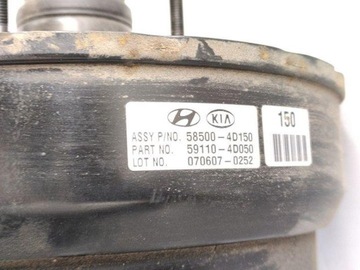 KIA
150
ASSY P/NO. 58500-4D150
PART NO. 59110-4D050
LOT NO. 070607-0252